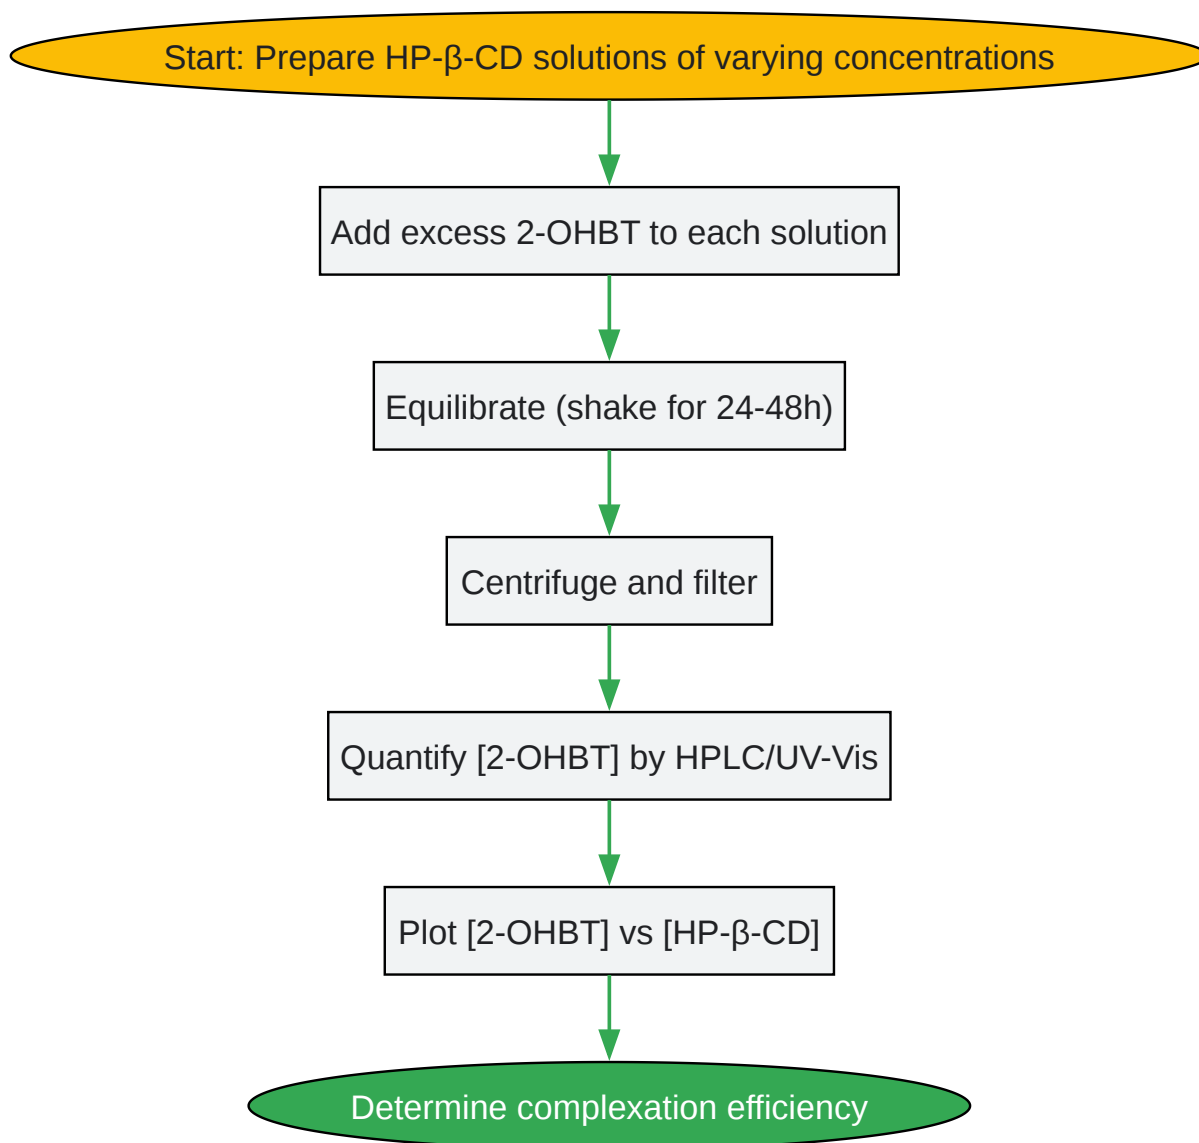 Start: Prepare HP-β-CD solutions of varying concentrations
Add excess 2-OHBT to each solution
Equilibrate (shake for 24-48h)
Centrifuge and filter
Quantify [2-OHBT] by HPLC/UV-Vis
Plot [2-OHBT] vs [HP-β-CD]
Determine complexation efficiency